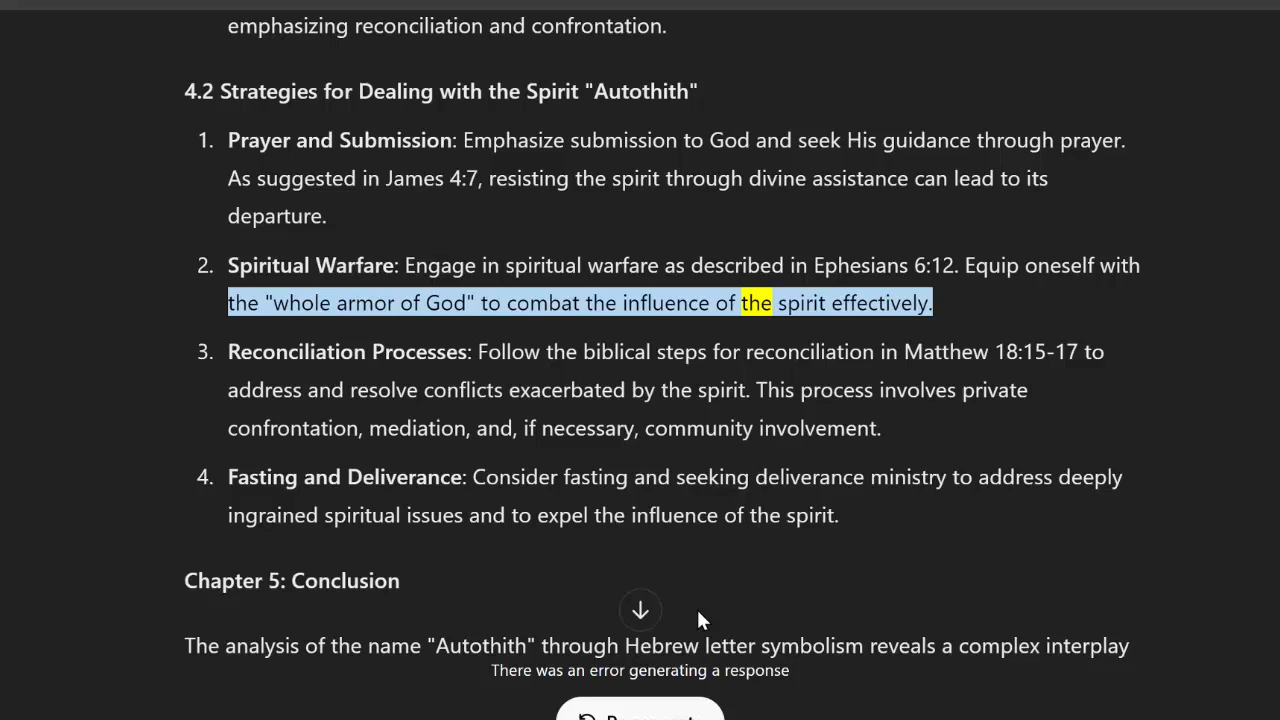 emphasizing reconciliation and confrontation.
4.2 Strategies for Dealing with the Spirit "Autothith"
1. Prayer and Submission: Emphasize submission to God and seek His guidance through prayer.
As suggested in James 4:7, resisting the spirit through divine assistance can lead to its
departure.
2. Spiritual Warfare: Engage in spiritual warfare as described in Ephesians 6:12. Equip oneself with
the "whole armor of God" to combat the influence of the spirit effectively.
3. Reconciliation Processes: Follow the biblical steps for reconciliation in Matthew 18:15-17 to
address and resolve conflicts exacerbated by the spirit. This process involves private
confrontation, mediation, and, if necessary, community involvement.
4. Fasting and Deliverance: Consider fasting and seeking deliverance ministry to address deeply
ingrained spiritual issues and to expel the influence of the spirit.
Chapter 5: Conclusion
The analysis of the name "Autothith" through Hebrew letter symbolism reveals a complex interplay
There was an error generating a response